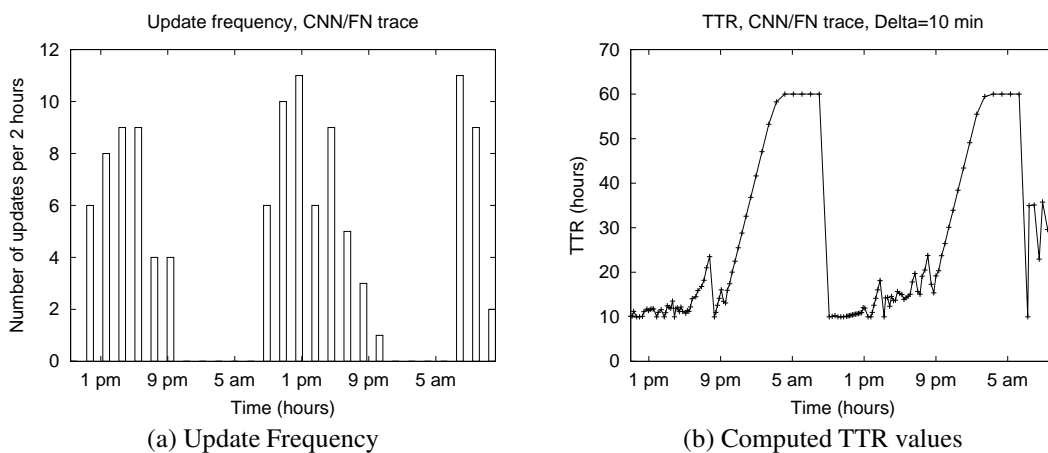 Update frequency, CNN/FN trace
Number of updates per 2 hours
12
10
8
6
4
2
0
1 pm 9 pm 5 am 1 pm 9 pm 5 am
Time (hours)
(a) Update Frequency
TTR, CNN/FN trace, Delta=10 min
TTR (hours)
70
60
50
40
30
20
10
0
1 pm 9 pm 5 am 1 pm 9 pm 5 am
Time (hours)
(b) Computed TTR values